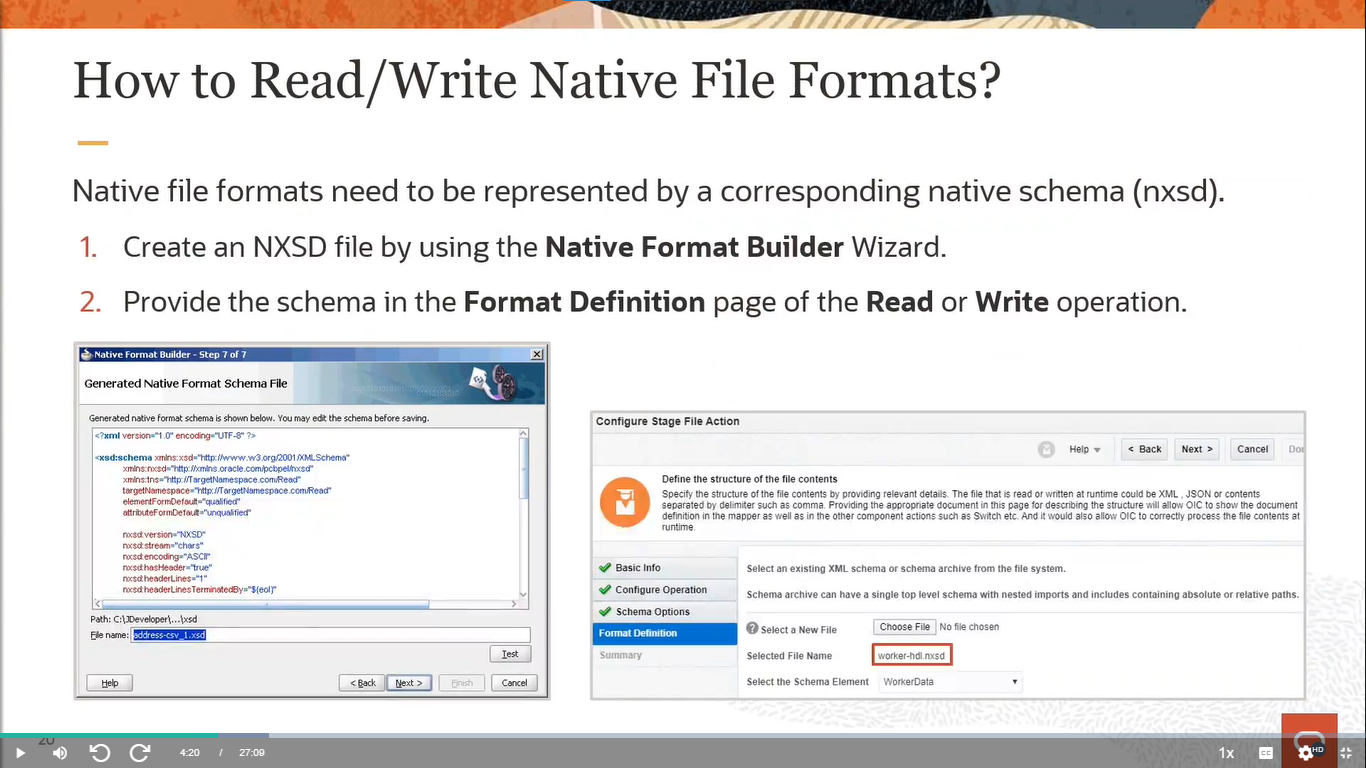 How to Read/Write Native File Formats?
Native file formats need to be represented by a corresponding native schema (nxsd).
1. Create an NXSD file by using the Native Format Builder Wizard.
2. Provide the schema in the Format Definition page of the Read or Write operation.
Native Format Builder - Step 7 of 7
Generated Native Format Schema File
Generated native format schema is shown below. You may edit the schema before saving.
<?xml version="1.0" encoding="UTF-8" ?>
<xsd:schema xmlns:xsd="http://www.w3.org/2001/XMLSchema"
xmlns:nxsd="http://xmlns.oracle.com/pcbpel/nxsd"
xmlns:tns="http://TargetNamespace.com/Read"
targetNamespace="http://TargetNamespace.com/Read"
elementFormDefault="qualified"
attributeFormDefault="unqualified"
nxsd:version="NXSD"
nxsd:stream="chars"
nxsd:encoding="ASCII"
nxsd:hasHeader="true"
nxsd:headerLines="1"
nxsd:headerLinesTerminatedBy="${eol}"
Path: C:\JDeveloper\...\xsd
File name: address-csv_1.xsd
Test
Help < Back Next > Finish Cancel
Configure Stage File Action
Help < Back Next > Cancel
Define the structure of the file contents
Specify the structure of the file contents by providing relevant details. The file that is read or written at runtime could be XML , JSON or contents
separated by delimiter such as comma. Providing the appropriate document in this page for describing the structure will allow OIC to show the document
definition in the mapper as well as in the other component actions such as Switch etc. And it would also allow OIC to correctly process the file contents at
runtime.
Basic Info
Configure Operation
Schema Options
Format Definition
Summary
Select an existing XML schema or schema archive from the file system.
Schema archive can have a single top level schema with nested imports and includes containing absolute or relative paths.
Select a New File Choose File No file chosen
Selected File Name worker-hdl.nxsd
Select the Schema Element WorkerData
20
4:20 / 27:09
1x CC HD